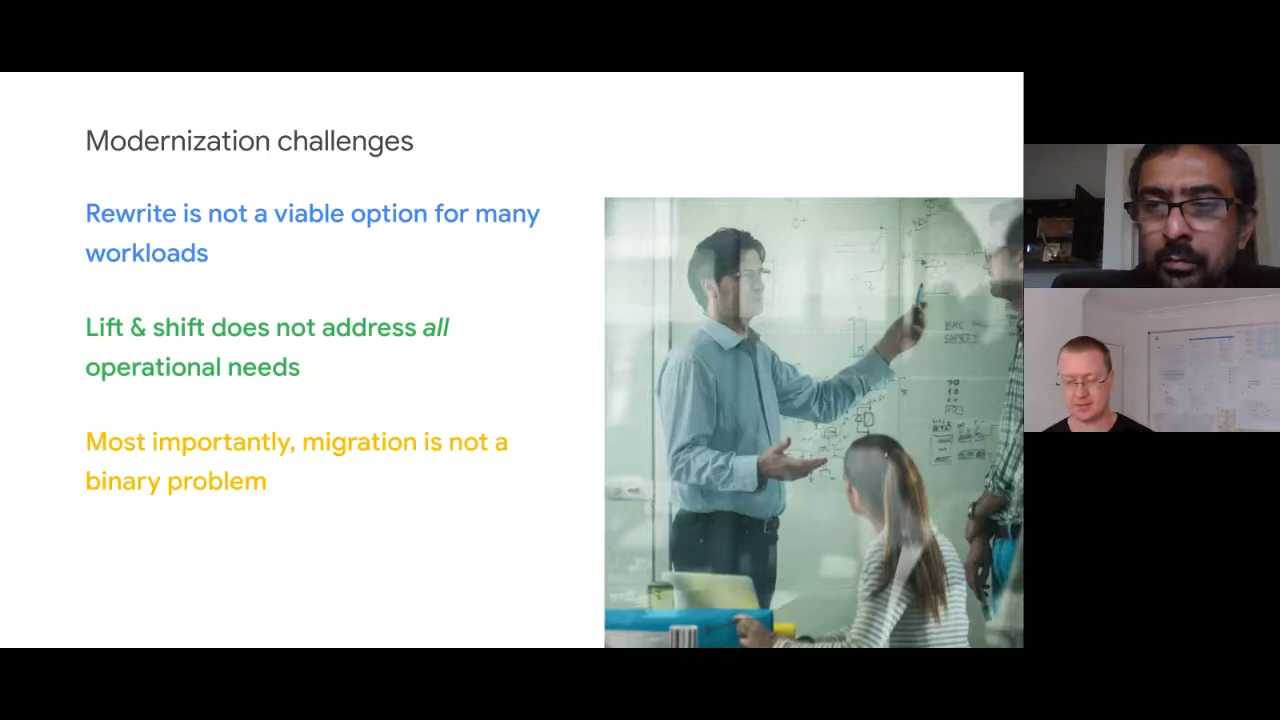 Modernization challenges
Rewrite is not a viable option for many
workloads
Lift & shift does not address all
operational needs
Most importantly, migration is not a
binary problem
SAFETY